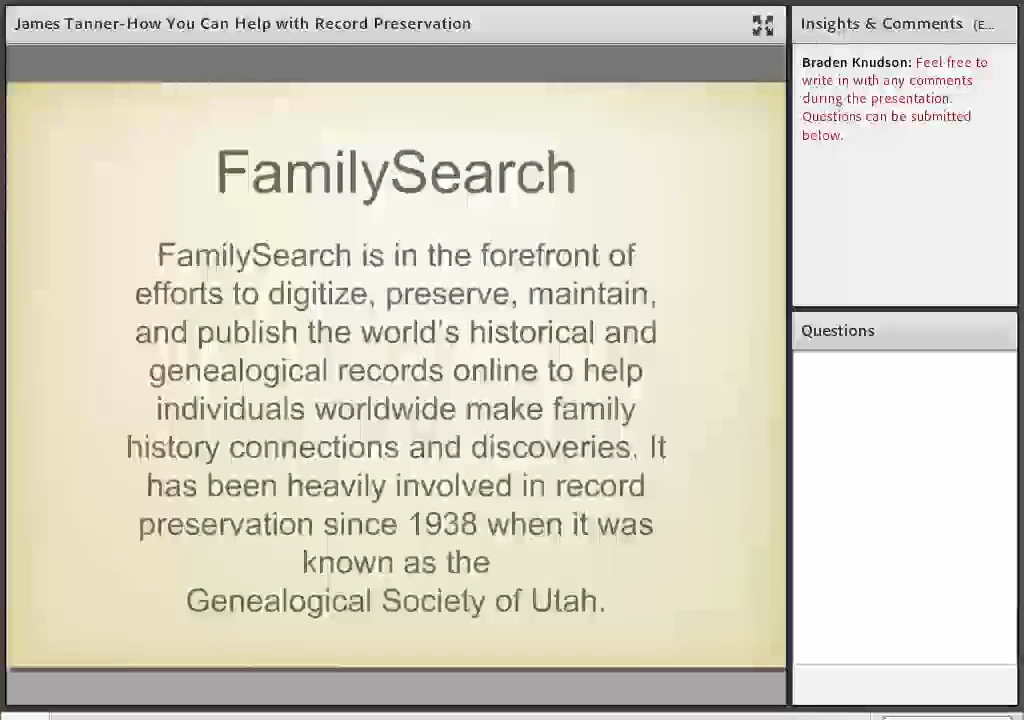 James Tanner-How You Can Help with Record Preservation
FamilySearch
FamilySearch is in the forefront of
efforts to digitize, preserve, maintain,
and publish the world's historical and
genealogical records online to help
individuals worldwide make family
history connections and discoveries. It
has been heavily involved in record
preservation since 1938 when it was
known as the
Genealogical Society of Utah.
Insights & Comments (E...
Braden Knudson: Feel free to
write in with any comments
during the presentation.
Questions can be submitted
below.
Questions